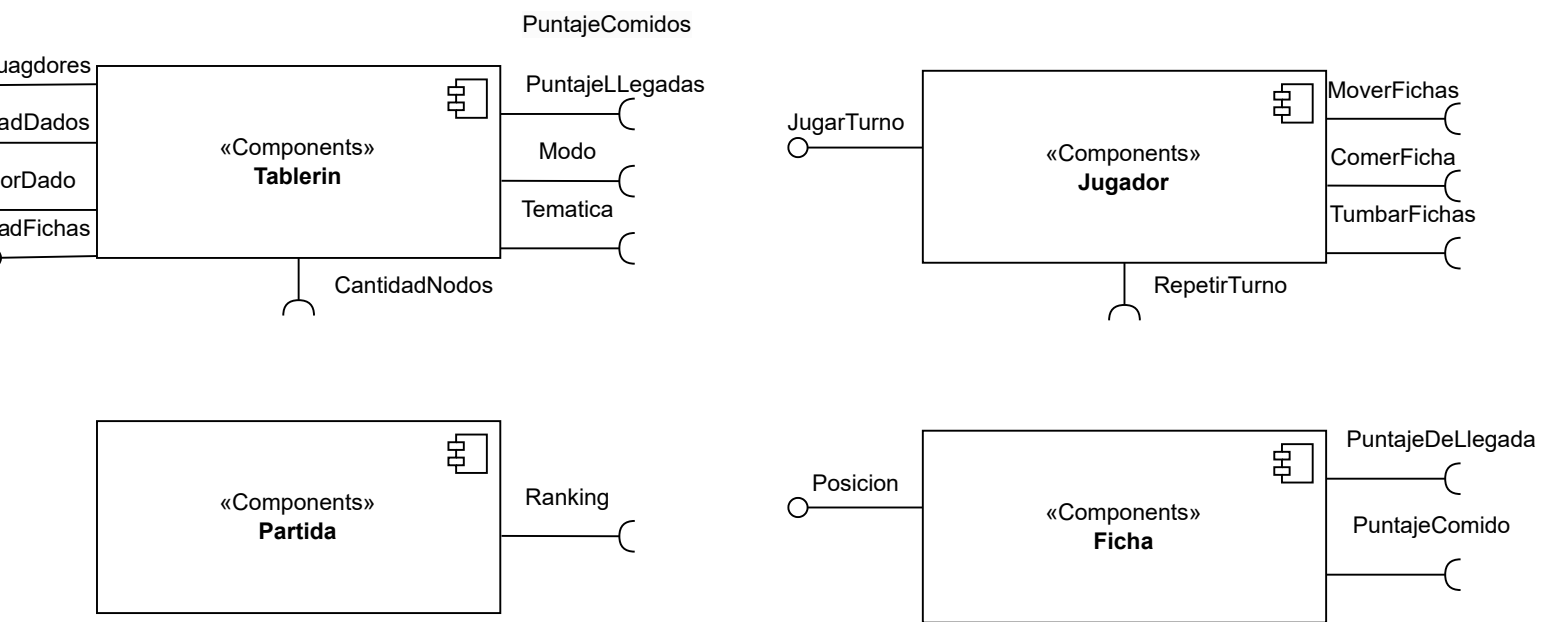 PuntajeComidos
uagdores
PuntajeLLegadas
adDados
Modo
orDado
Tematica
adFichas
«Components»
Tablerin
CantidadNodos
JugarTurno
MoverFichas
ComerFicha
TumbarFichas
«Components»
Jugador
RepetirTurno
«Components»
Partida
Ranking
Posicion
PuntajeDeLlegada
PuntajeComido
«Components»
Ficha